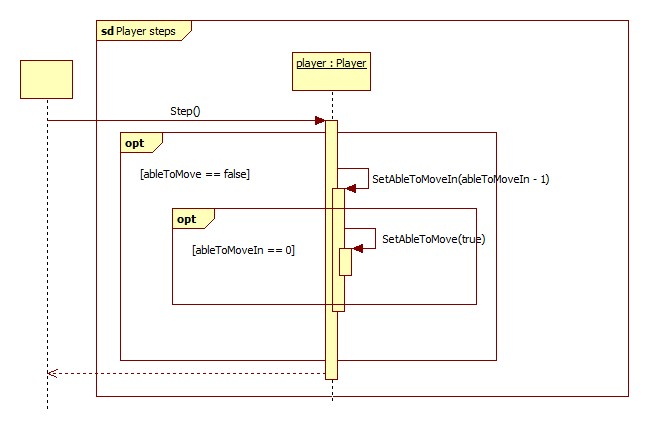 sd Player steps
player : Player
Step()
opt
[ableToMove == false]
SetAbleToMoveIn(ableToMoveIn - 1)
opt
SetAbleToMove(true)
[ableToMoveIn == 0]